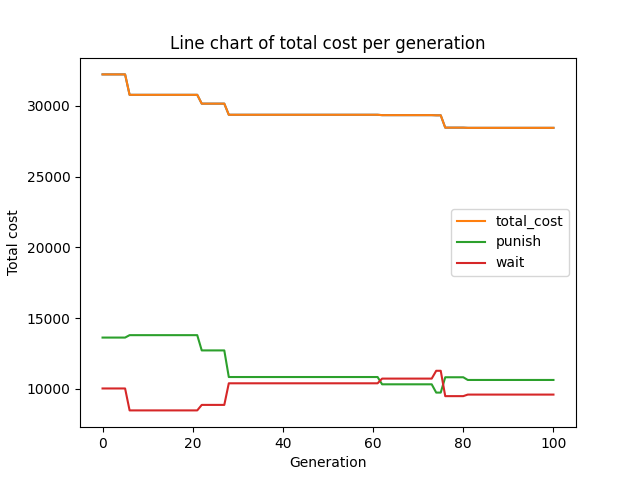 Line chart of total cost per generation
Total cost
30000
25000
20000
15000
10000
total_cost
punish
wait
0 20 40 60 80 100
Generation